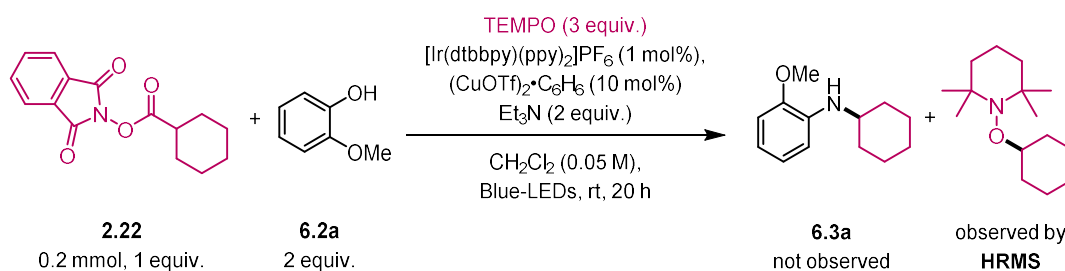 TEMPO (3 equiv.)
[Ir(dtbbpy)(ppy)2]PF6 (1 mol%),
(CuOTf)2•C6H6 (10 mol%)
Et3N (2 equiv.)
CH2Cl2 (0.05 M),
Blue-LEDs, rt, 20 h
O
N
O
O
O
+
OH
OMe
OMe
H
N
+
N
O
2.22
0.2 mmol, 1 equiv.
6.2a
2 equiv.
6.3a
not observed
observed by
HRMS